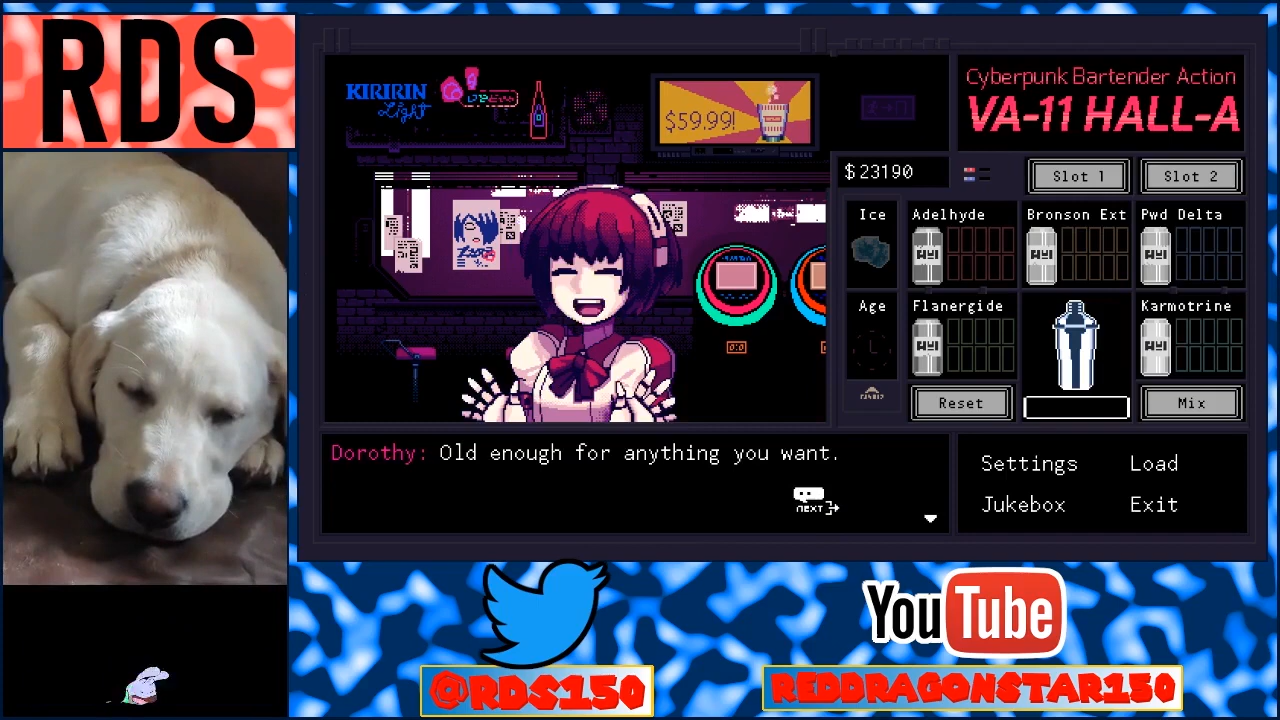 RDS
KIRIRIN
Light
$59.99!
Cyberpunk Bartender Action
VA-11 HALL-A
$ 23190
Slot 1
Slot 2
Ice
Adelhyde
Bronson Ext
Pwd Delta
Age
Flanergide
Karmotrine
Reset
Mix
Dorothy: Old enough for anything you want.
NEXT
Settings
Load
Jukebox
Exit
YouTube
@RDS150
REDDRAGONSTAR150